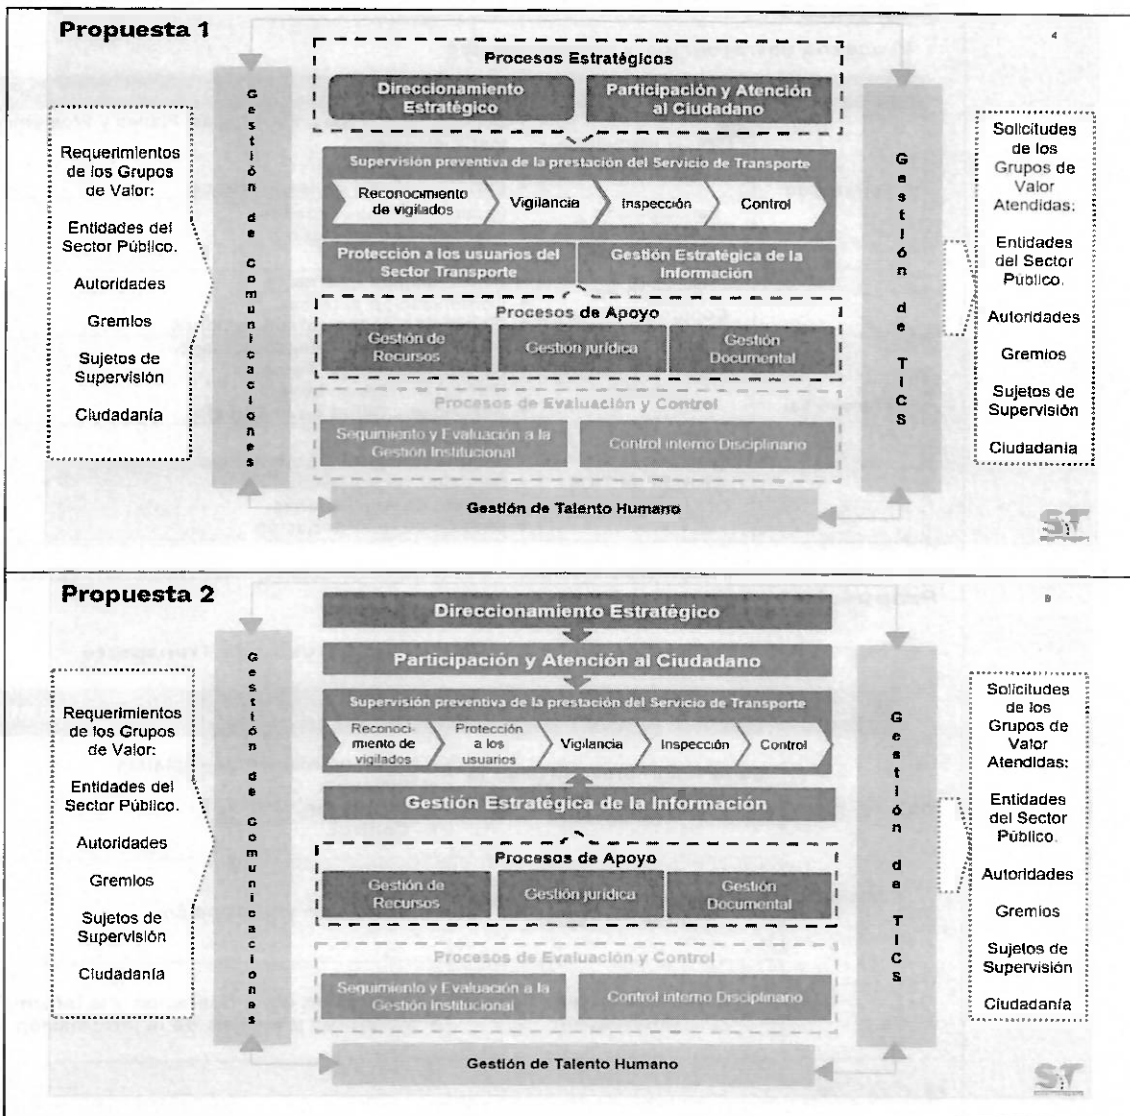 Propuesta 1
4
Procesos Estratégicos
Direccionamiento
Estratégico
Participación y Atención
al Ciudadano
Gestión de Comunicaciones
Requerimientos
de los Grupos
de Valor:
Entidades del
Sector Público.
Autoridades
Gremios
Sujetos de
Supervisión
Ciudadanía
Supervisión preventiva de la prestación del Servicio de Transporte
Reconocimiento
de vigilados
Vigilancia
Inspección
Control
Protección a los usuarios del
Sector Transporte
Gestión Estratégica de la
Información
Procesos de Apoyo
Gestión de
Recursos
Gestión jurídica
Gestión
Documental
Procesos de Evaluación y Control
Seguimiento y Evaluación a la
Gestión Institucional
Control interno Disciplinario
Gestión de Talento Humano
Gestión de TICS
Solicitudes
de los
Grupos de
Valor
Atendidas:
Entidades
del Sector
Público.
Autoridades
Gremios
Sujetos de
Supervisión
Ciudadanía
ST
Propuesta 2
Direccionamiento Estratégico
Participación y Atención al Ciudadano
Gestión de Comunicaciones
Requerimientos
de los Grupos
de Valor:
Entidades del
Sector Público.
Autoridades
Gremios
Sujetos de
Supervisión
Ciudadanía
Supervisión preventiva de la prestación del Servicio de Transporte
Reconoci-
miento de
vigilados
Protección
a los
usuarios
Vigilancia
Inspección
Control
Gestión Estratégica de la Información
Procesos de Apoyo
Gestión de
Recursos
Gestión jurídica
Gestión
Documental
Procesos de Evaluación y Control
Seguimiento y Evaluación a la
Gestión Institucional
Control interno Disciplinario
Gestión de Talento Humano
Gestión de TICS
Solicitudes
de los
Grupos de
Valor
Atendidas:
Entidades
del Sector
Público.
Autoridades
Gremios
Sujetos de
Supervisión
Ciudadanía
ST